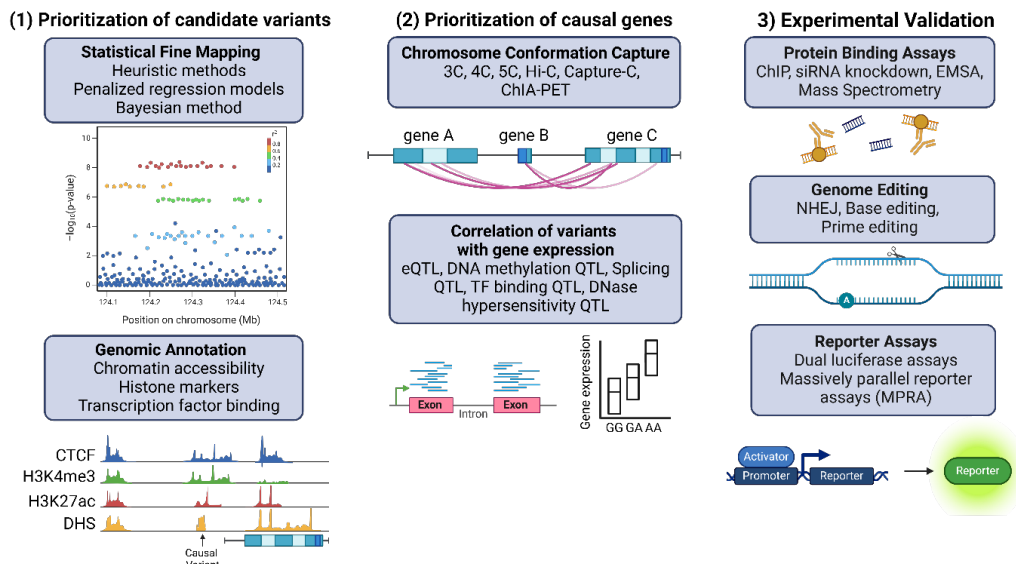 (1) Prioritization of candidate variants
Statistical Fine Mapping
Heuristic methods
Penalized regression models
Bayesian method
10
8
6
4
2
0
−log10(p-value)
r²
0.8
0.6
0.4
0.2
124.1
124.2
124.3
124.4
124.5
Position on chromosome (Mb)
Genomic Annotation
Chromatin accessibility
Histone markers
Transcription factor binding
CTCF
H3K4me3
H3K27ac
DHS
Causal
Variant
(2) Prioritization of causal genes
Chromosome Conformation Capture
3C, 4C, 5C, Hi-C, Capture-C,
ChIA-PET
gene A
gene B
gene C
Correlation of variants
with gene expression
eQTL, DNA methylation QTL, Splicing
QTL, TF binding QTL, DNase
hypersensitivity QTL
Exon
Intron
Exon
Gene expression
GG GA AA
3) Experimental Validation
Protein Binding Assays
ChIP, siRNA knockdown, EMSA,
Mass Spectrometry
Genome Editing
NHEJ, Base editing,
Prime editing
A
Reporter Assays
Dual luciferase assays
Massively parallel reporter
assays (MPRA)
Activator
Promoter
Reporter
Reporter